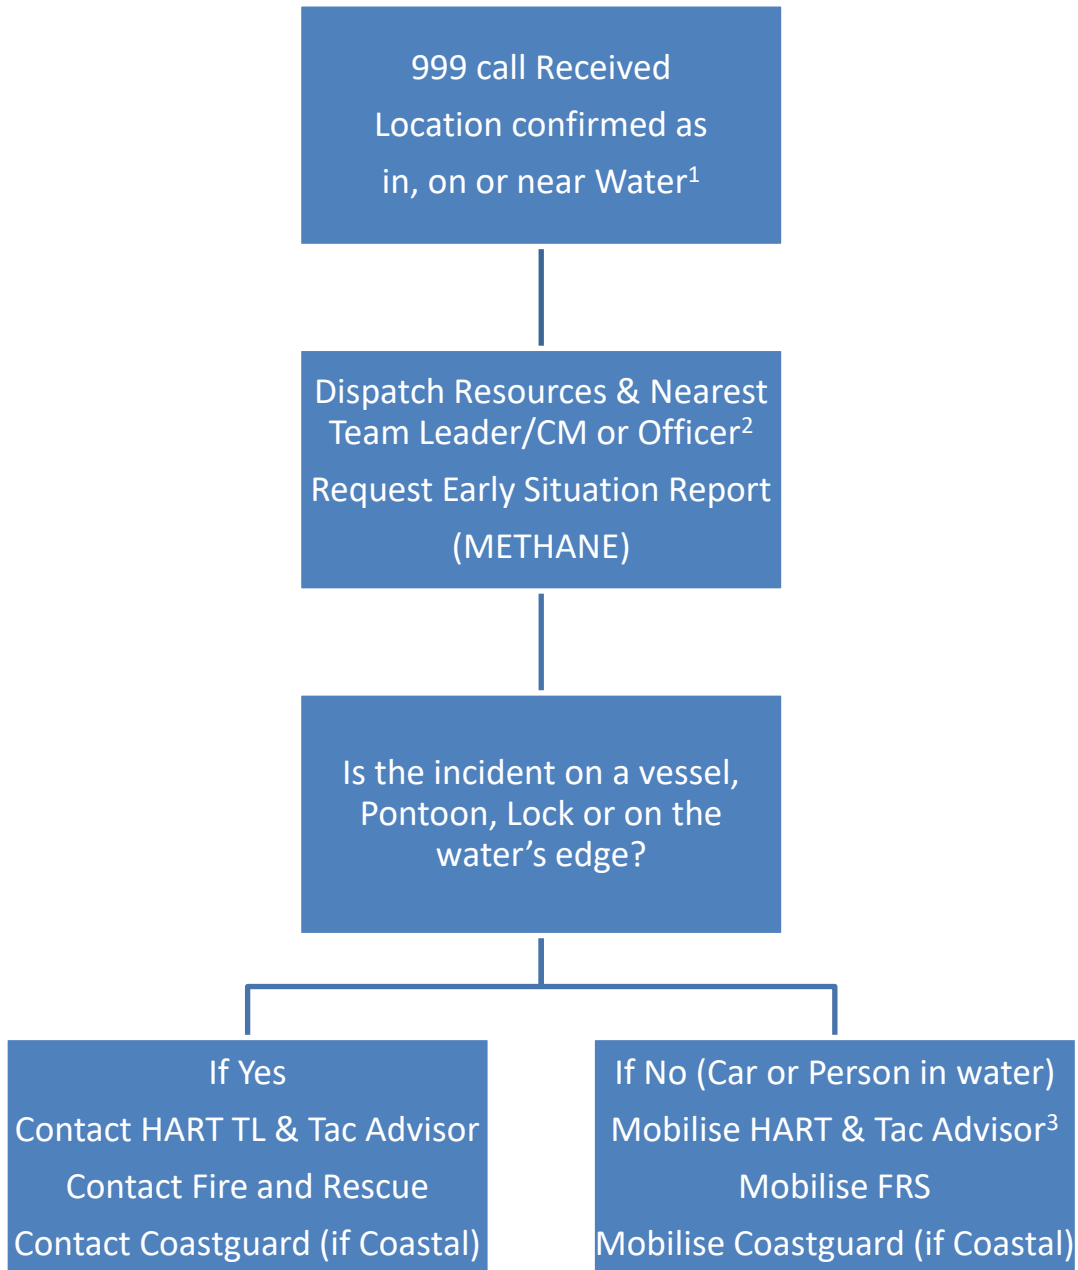 999 call Received
Location confirmed as
in, on or near Water¹
Dispatch Resources & Nearest
Team Leader/CM or Officer²
Request Early Situation Report
(METHANE)
Is the incident on a vessel,
Pontoon, Lock or on the
water’s edge?
If Yes
Contact HART TL & Tac Advisor
Contact Fire and Rescue
Contact Coastguard (if Coastal)
If No (Car or Person in water)
Mobilise HART & Tac Advisor³
Mobilise FRS
Mobilise Coastguard (if Coastal)